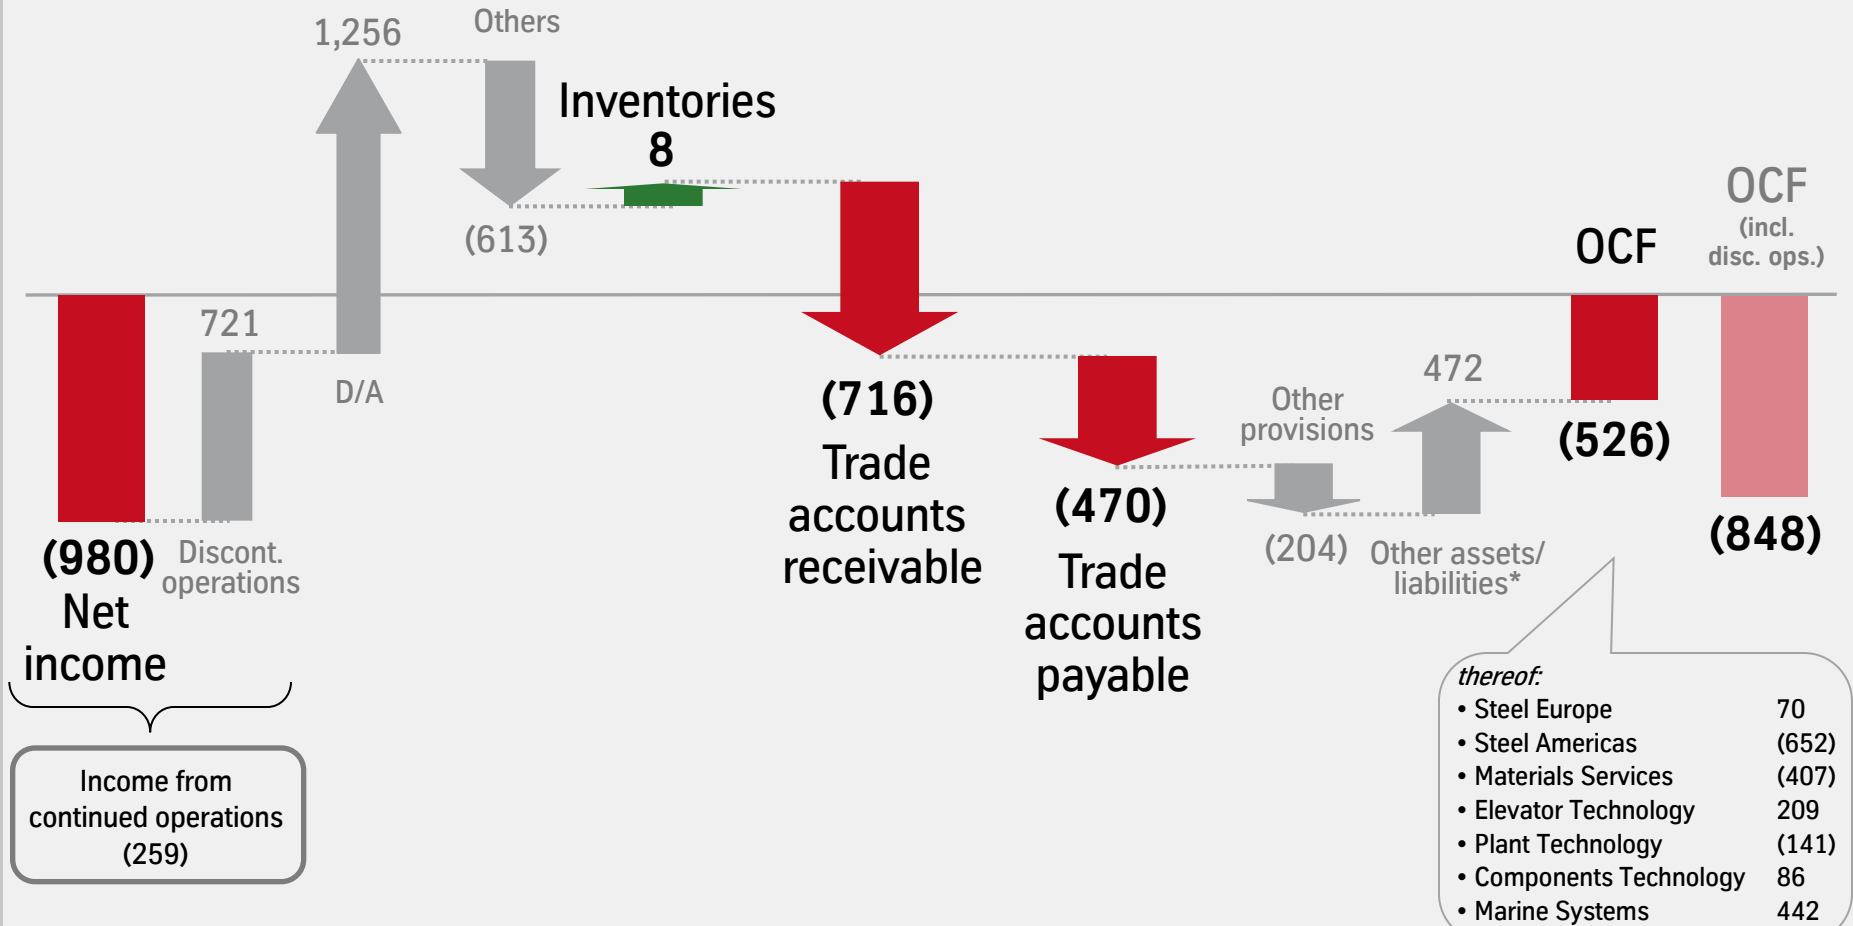 1,256
Others
Inventories
8
(613)
OCF
(incl.
disc. ops.)
OCF
721
D/A
(716)
Trade
accounts
receivable
(470)
Trade
accounts
payable
Other
provisions
(204)
472
Other assets/
liabilities*
(526)
(848)
(980)
Net
income
Discont.
operations
Income from
continued operations
(259)
thereof:
• Steel Europe 70
• Steel Americas (652)
• Materials Services (407)
• Elevator Technology 209
• Plant Technology (141)
• Components Technology 86
• Marine Systems 442